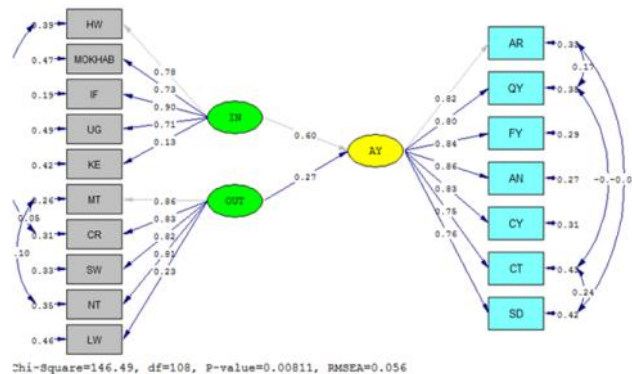 0.39 HW
0.47 MOKHAB
0.19 IF
0.49 UG
0.42 KE
0.26 MT
0.05
0.31 CR
.10
0.33 SW
0.35 NT
0.46 LW
0.78
0.73
0.90
0.71
0.13
IN
0.86
0.83
0.82
0.81
0.23
OUT
0.60
0.27
AY
0.82
0.80
0.84
0.86
0.83
0.75
0.76
AR 0.33
0.17
QY 0.35
FY 0.29
AN 0.27
CY 0.31
CT 0.43
0.24
SD 0.42
Chi-Square=146.49, df=108, P-value=0.00811, RMSEA=0.056